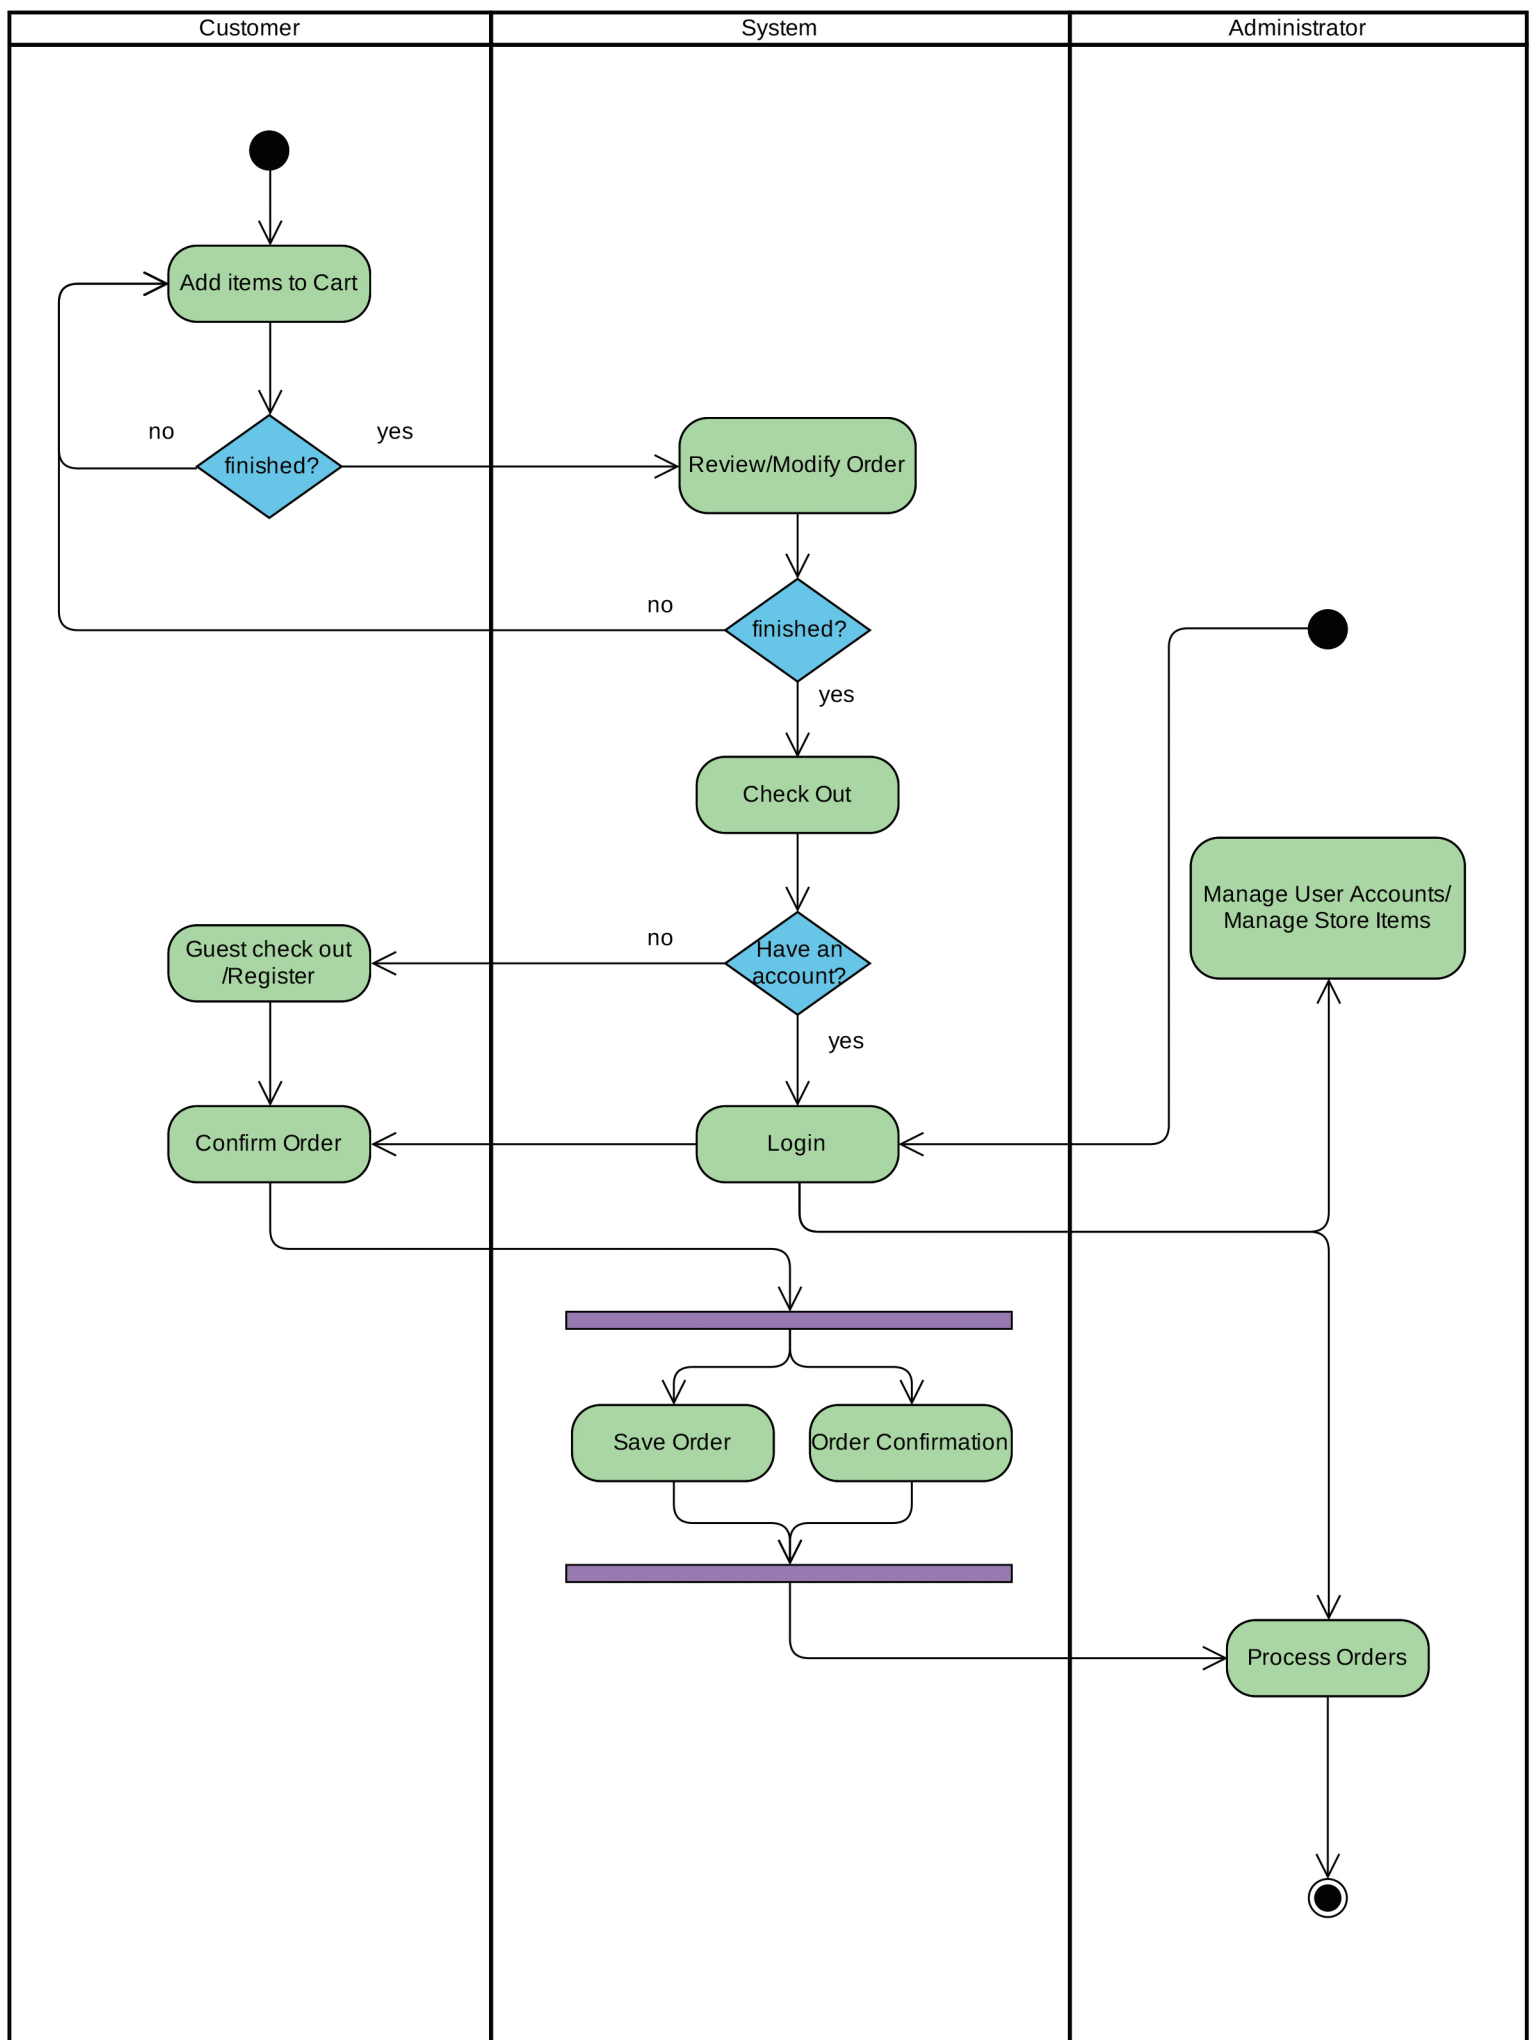 Customer
System
Administrator
Add items to Cart
no
yes
finished?
Review/Modify Order
no
finished?
yes
Check Out
Manage User Accounts/
Manage Store Items
Guest check out
/Register
no
Have an
account?
yes
Confirm Order
Login
Save Order
Order Confirmation
Process Orders